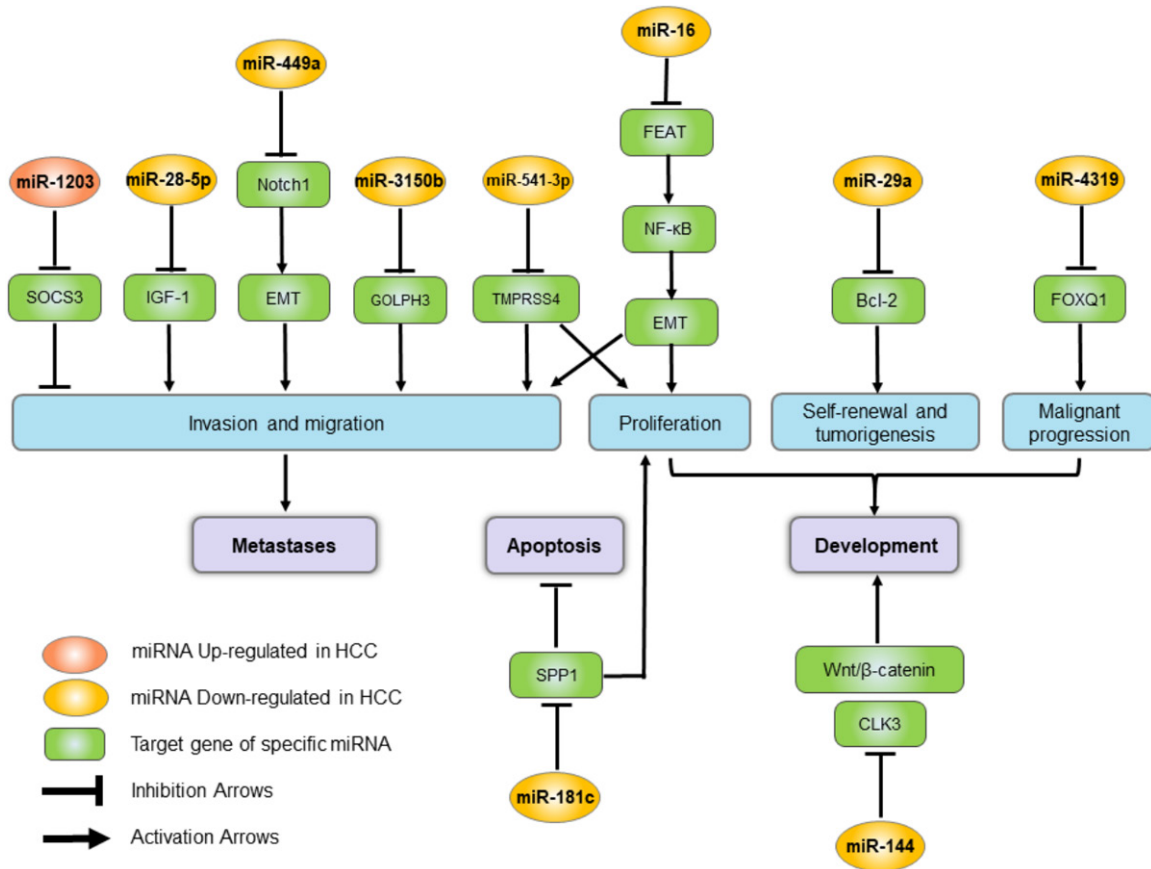 miR-16
miR-449a
FEAT
miR-1203
miR-28-5p
Notch1
miR-3150b
miR-541-3p
miR-29a
miR-4319
NF-κB
SOCS3
IGF-1
EMT
GOLPH3
TMPRSS4
Bcl-2
FOXQ1
EMT
Invasion and migration
Proliferation
Self-renewal and
tumorigenesis
Malignant
progression
Metastases
Apoptosis
Development
miRNA Up-regulated in HCC
SPP1
Wnt/β-catenin
miRNA Down-regulated in HCC
CLK3
Target gene of specific miRNA
Inhibition Arrows
miR-181c
Activation Arrows
miR-144